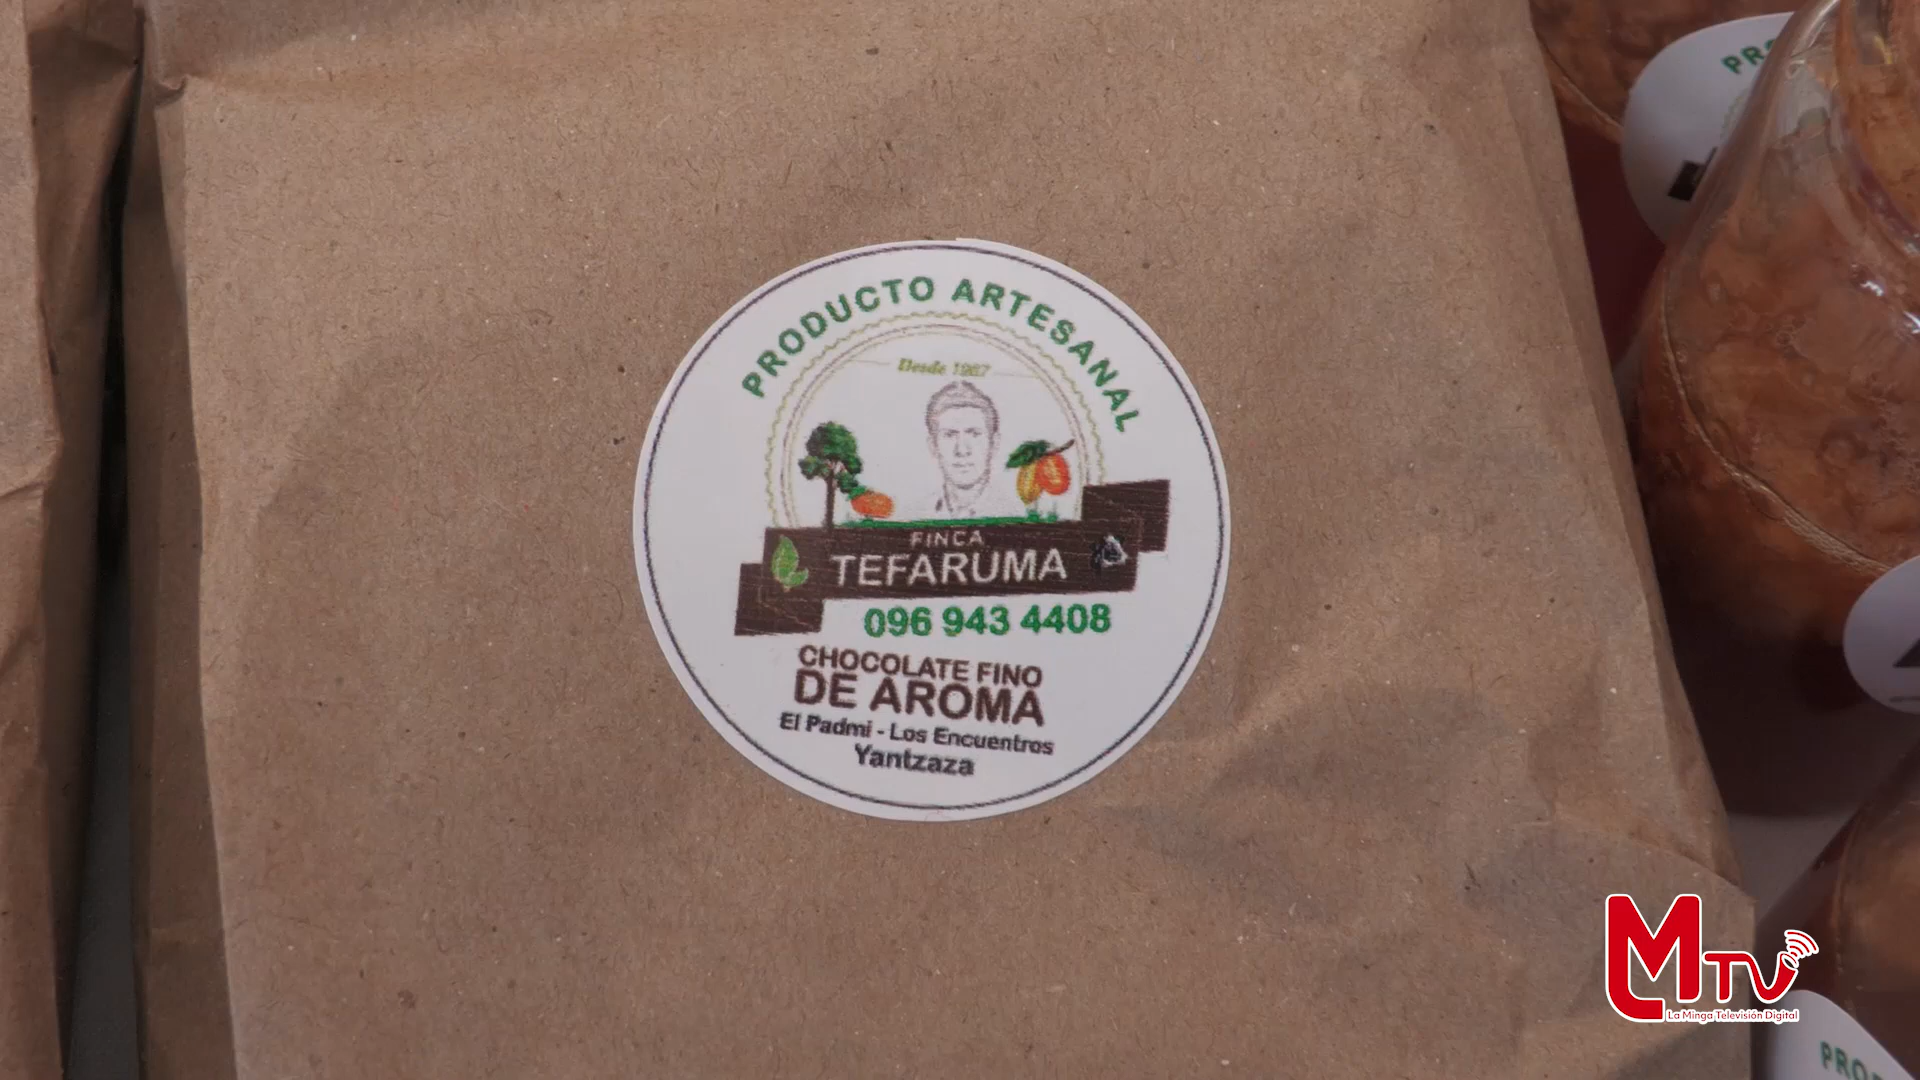 PRODUCTO ARTESANAL
Desde 1987
FINCA
TEFARUMA
096 943 4408
CHOCOLATE FINO
DE AROMA
El Padmi - Los Encuentros
Yantzaza
MTV
La Minga Televisión Digital